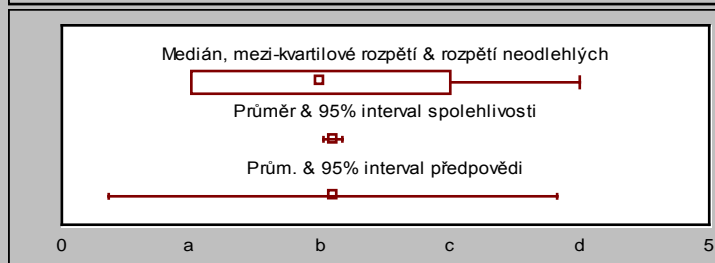 Medián, mezi-kvartilové rozpětí & rozpětí neodlehlých
Průměr & 95% interval spolehlivosti
Prům. & 95% interval předpovědi
0 a b c d 5